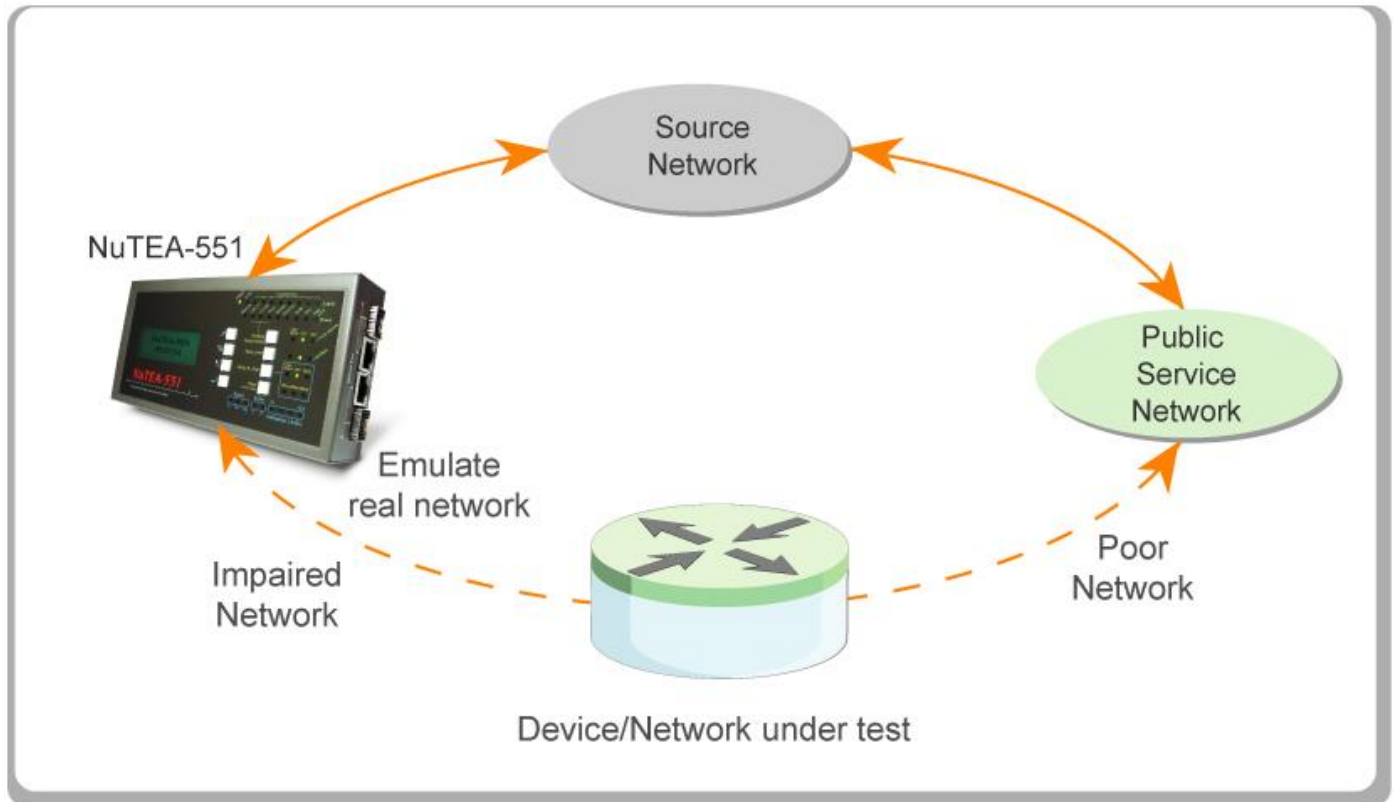 Source
Network
NuTEA-551
Public
Service
Network
NuTEA-551
Emulate
real network
Impaired
Network
Poor
Network
Device/Network under test